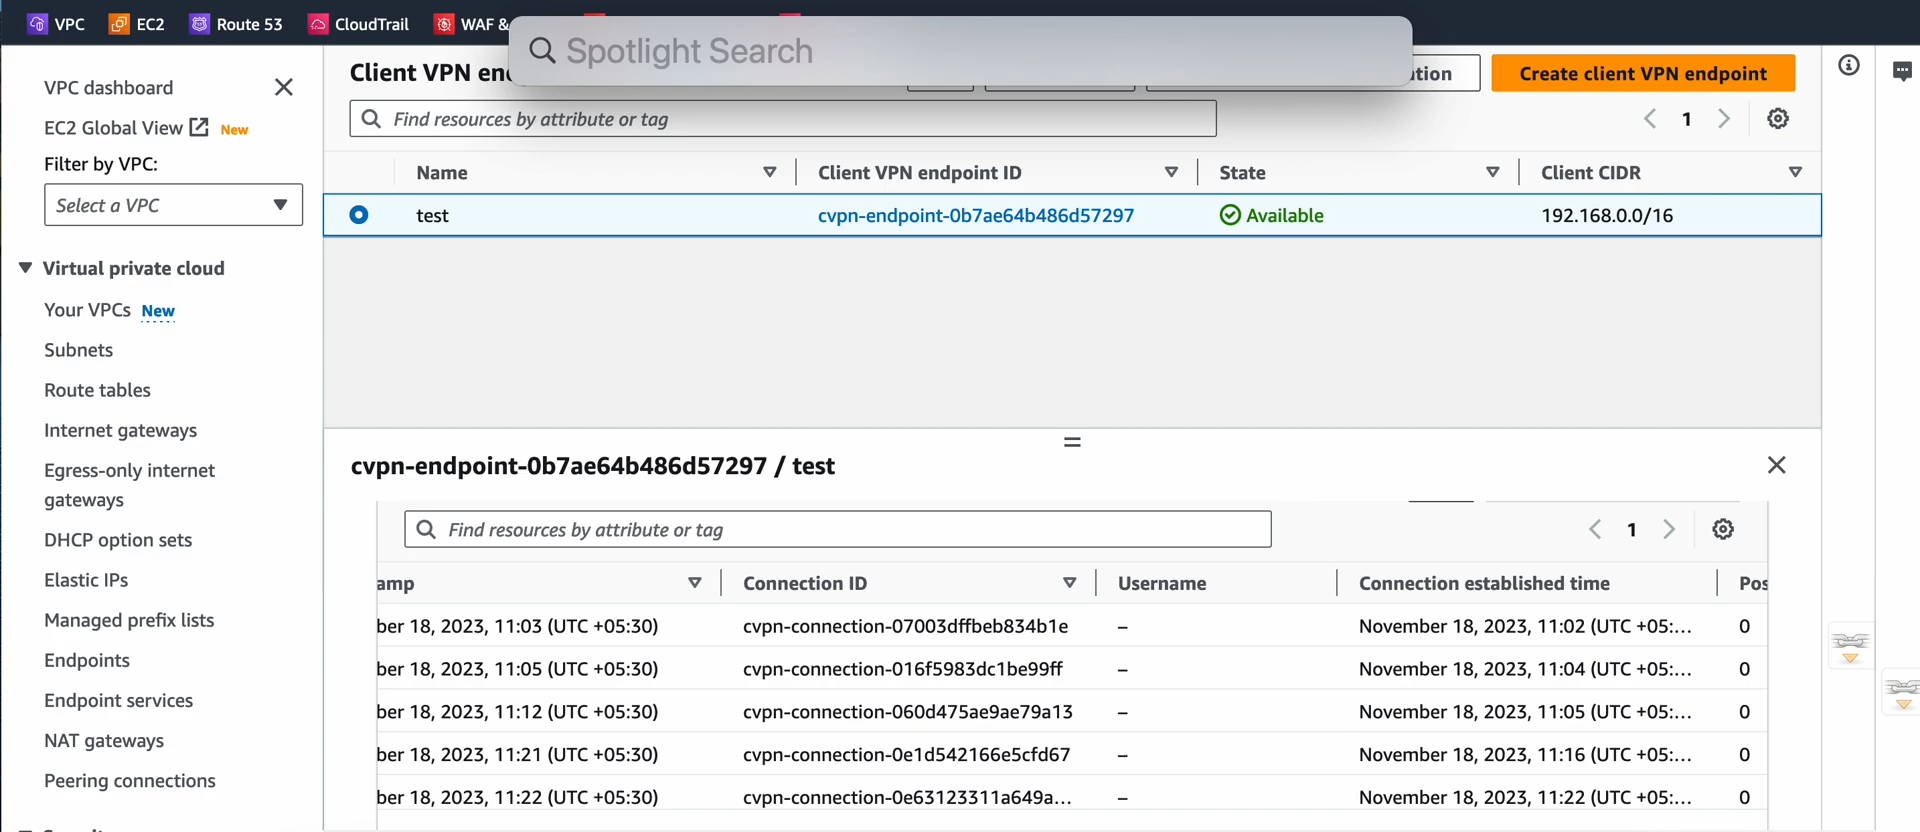 VPC EC2 Route 53 CloudTrail WAF &
Spotlight Search
VPC dashboard
EC2 Global View New
Filter by VPC:
Select a VPC
Virtual private cloud
Your VPCs New
Subnets
Route tables
Internet gateways
Egress-only internet
gateways
DHCP option sets
Elastic IPs
Managed prefix lists
Endpoints
Endpoint services
NAT gateways
Peering connections
Client VPN en
tion
Create client VPN endpoint
Find resources by attribute or tag
1
Name Client VPN endpoint ID State Client CIDR
test cvpn-endpoint-0b7ae64b486d57297 Available 192.168.0.0/16
cvpn-endpoint-0b7ae64b486d57297 / test
Find resources by attribute or tag
1
amp Connection ID Username Connection established time Pos
ber 18, 2023, 11:03 (UTC +05:30) cvpn-connection-07003dffbeb834b1e – November 18, 2023, 11:02 (UTC +05:... 0
ber 18, 2023, 11:05 (UTC +05:30) cvpn-connection-016f5983dc1be99ff – November 18, 2023, 11:04 (UTC +05:... 0
ber 18, 2023, 11:12 (UTC +05:30) cvpn-connection-060d475ae9ae79a13 – November 18, 2023, 11:05 (UTC +05:... 0
ber 18, 2023, 11:21 (UTC +05:30) cvpn-connection-0e1d542166e5cfd67 – November 18, 2023, 11:16 (UTC +05:... 0
ber 18, 2023, 11:22 (UTC +05:30) cvpn-connection-0e63123311a649a... – November 18, 2023, 11:22 (UTC +05:... 0